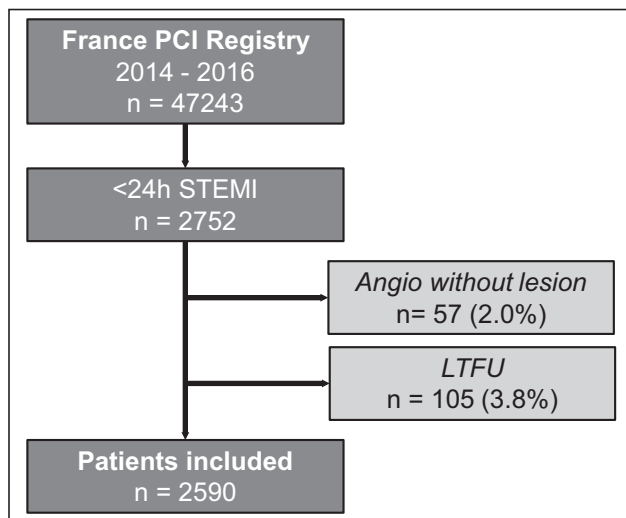 France PCI Registry
2014 - 2016
n = 47243
<24h STEMI
n = 2752
Angio without lesion
n= 57 (2.0%)
LTFU
n = 105 (3.8%)
Patients included
n = 2590